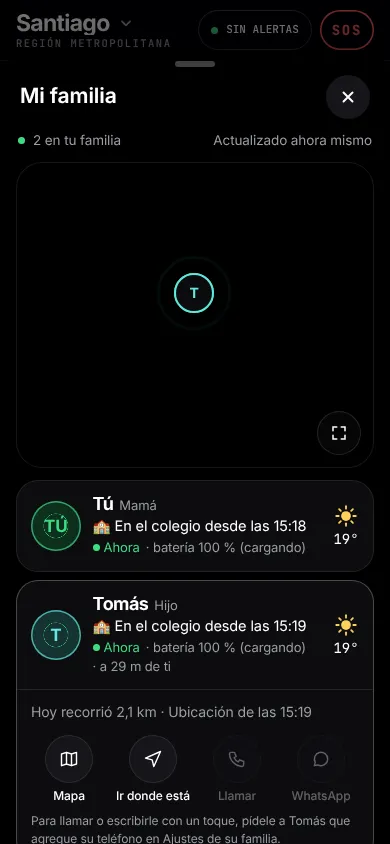 Santiago
SIN ALERTAS
SOS
REGIÓN METROPOLITANA
Mi familia
2 en tu familia
Actualizado ahora mismo
T
TÚ
Tú Mamá
🏫 En el colegio desde las 15:18
Ahora · batería 100 % (cargando)
19°
T
Tomás Hijo
🏫 En el colegio desde las 15:19
Ahora · batería 100 % (cargando)
· a 29 m de ti
19°
Hoy recorrió 2,1 km · Ubicación de las 15:19
Mapa
Ir donde está
Llamar
WhatsApp
Para llamar o escribirle con un toque, pídele a Tomás que
agregue su teléfono en Ajustes de su familia.